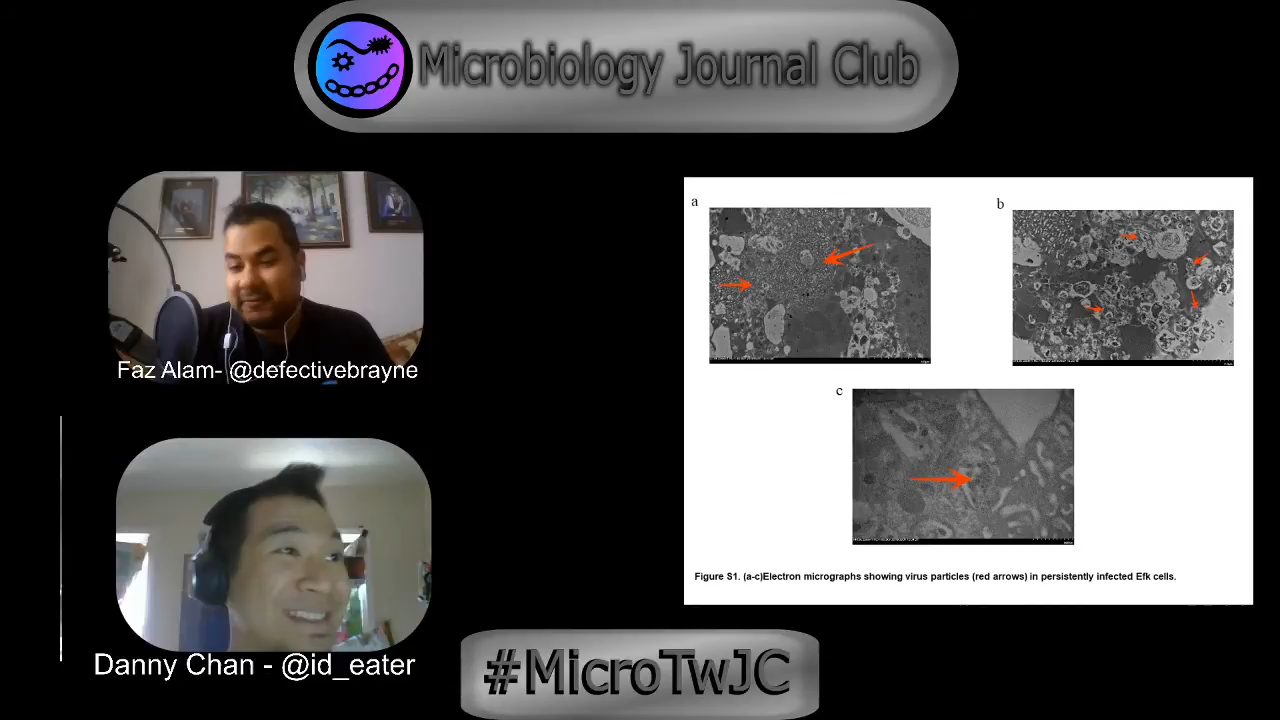 Microbiology Journal Club
Faz Alam- @defectivebrayne
Danny Chan - @id_eater
a
b
c
Figure S1. (a-c)Electron micrographs showing virus particles (red arrows) in persistently infected Efk cells.
#MicroTwJC